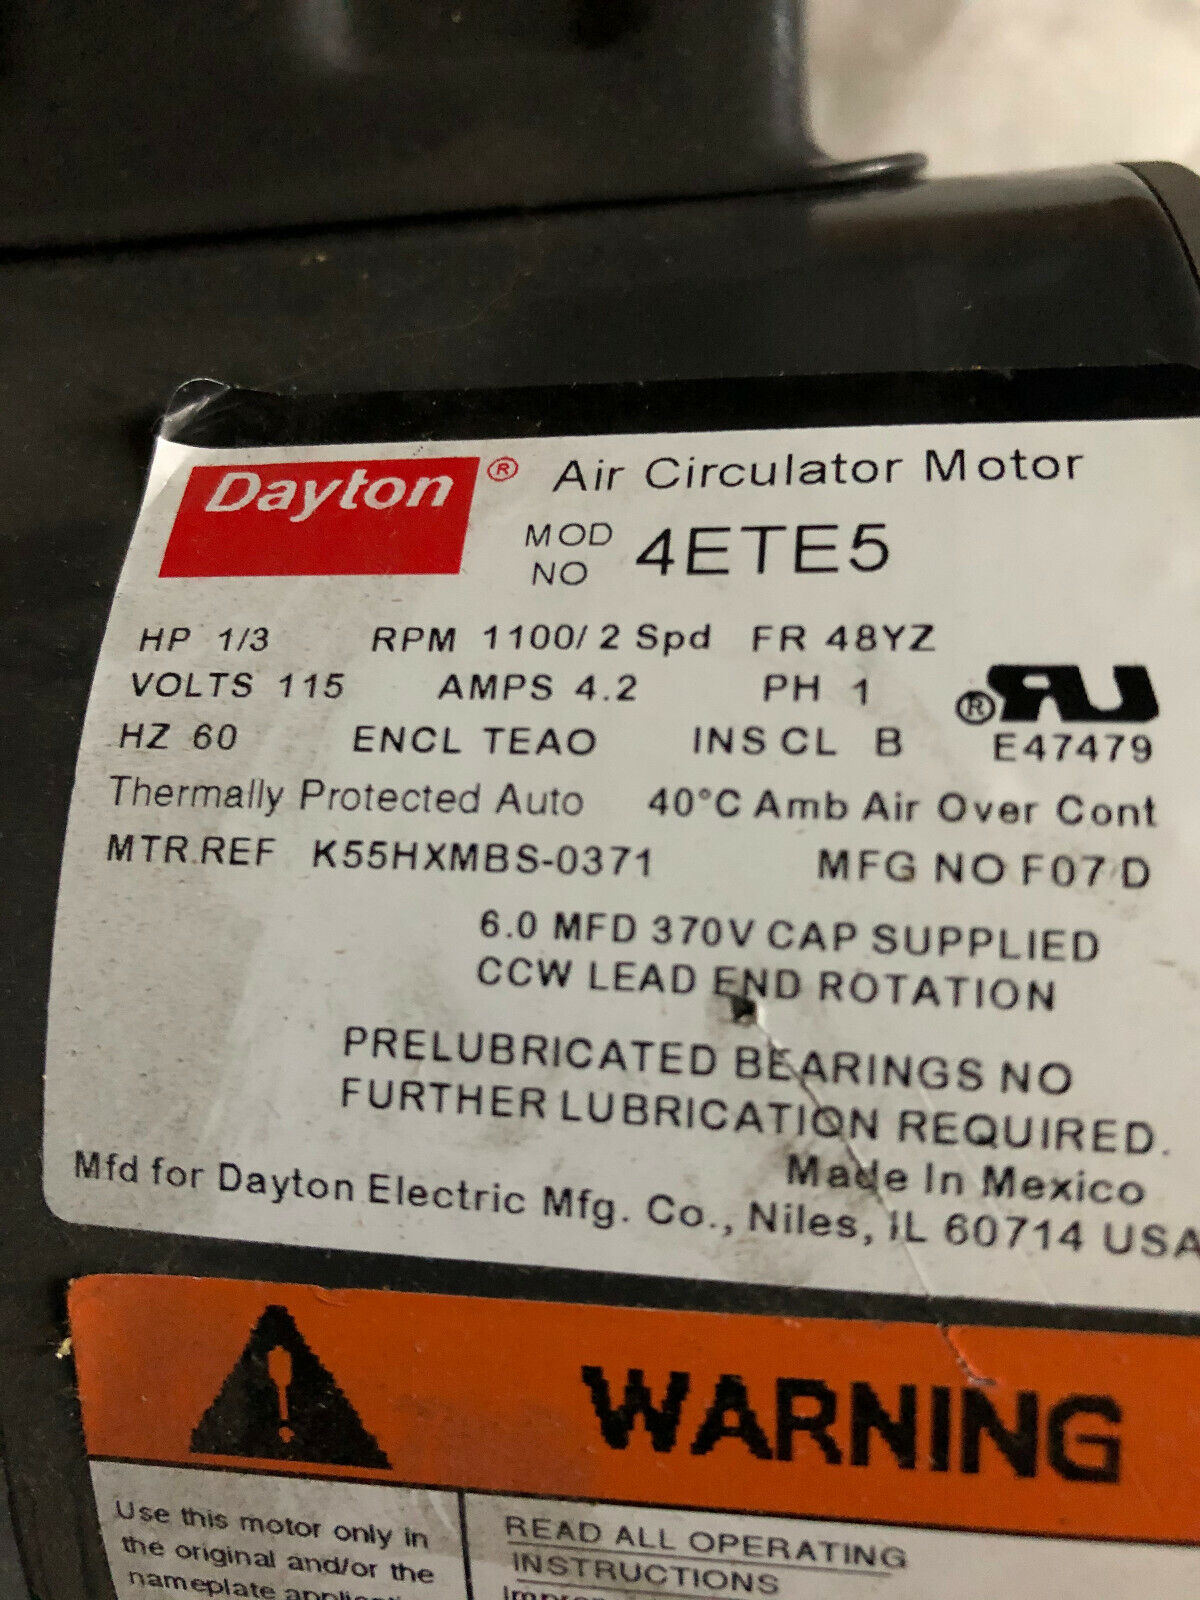 Dayton® Air Circulator Motor
MOD NO 4ETE5
HP 1/3 RPM 1100/2 Spd FR 48YZ
VOLTS 115 AMPS 4.2 PH 1
HZ 60 ENCL TEAO INS CL B
® RU
E47479
Thermally Protected Auto 40°C Amb Air Over Cont
MTR.REF K55HXMBS-0371 MFG NO F07 D
6.0 MFD 370V CAP SUPPLIED
CCW LEAD END ROTATION
PRELUBRICATED BEARINGS NO
FURTHER LUBRICATION REQUIRED.
Made In Mexico
Mfd for Dayton Electric Mfg. Co., Niles, IL 60714 USA
! WARNING
Use this motor only in
the original and/or the
nameplate
READ ALL OPERATING
INSTRUCTIONS